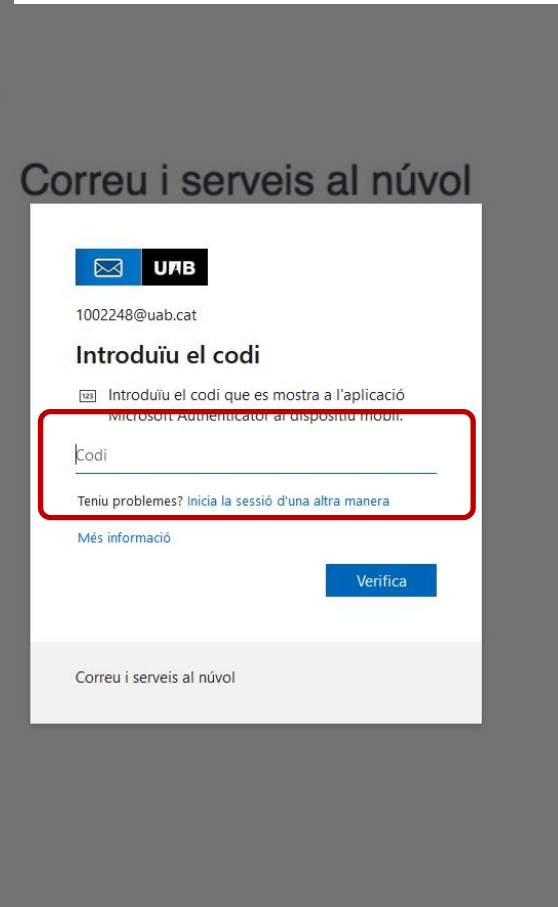 Correu i serveis al núvol
UAB
1002248@uab.cat
Introduïu el codi
123 Introduïu el codi que es mostra a l'aplicació
Microsoft Authenticator al dispositiu mòbil.
Codi
Teniu problemes? Inicia la sessió d'una altra manera
Més informació
Verifica
Correu i serveis al núvol